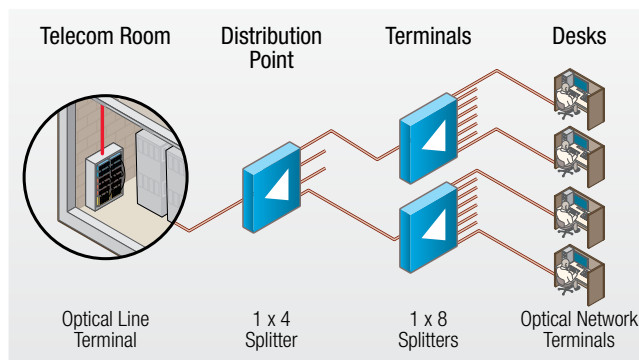 Telecom Room
Distribution
Point
Terminals
Desks
Optical Line
Terminal
1 x 4
Splitter
1 x 8
Splitters
Optical Network
Terminals